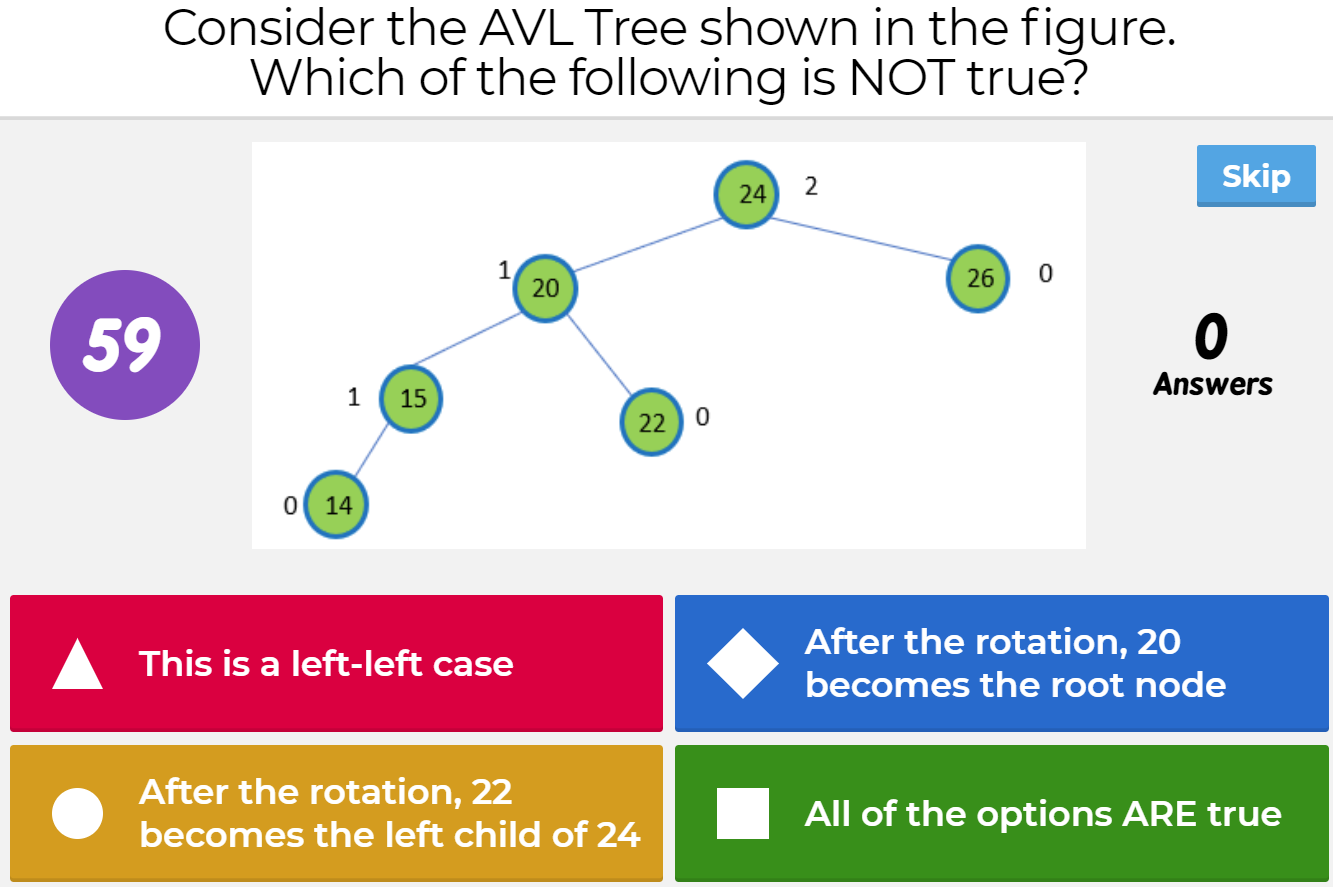 Consider the AVL Tree shown in the figure.
Which of the following is NOT true?
Skip
24
2
1
20
26
0
59
0
Answers
1
15
22
0
0
14
This is a left-left case
After the rotation, 20
becomes the root node
After the rotation, 22
becomes the left child of 24
All of the options ARE true